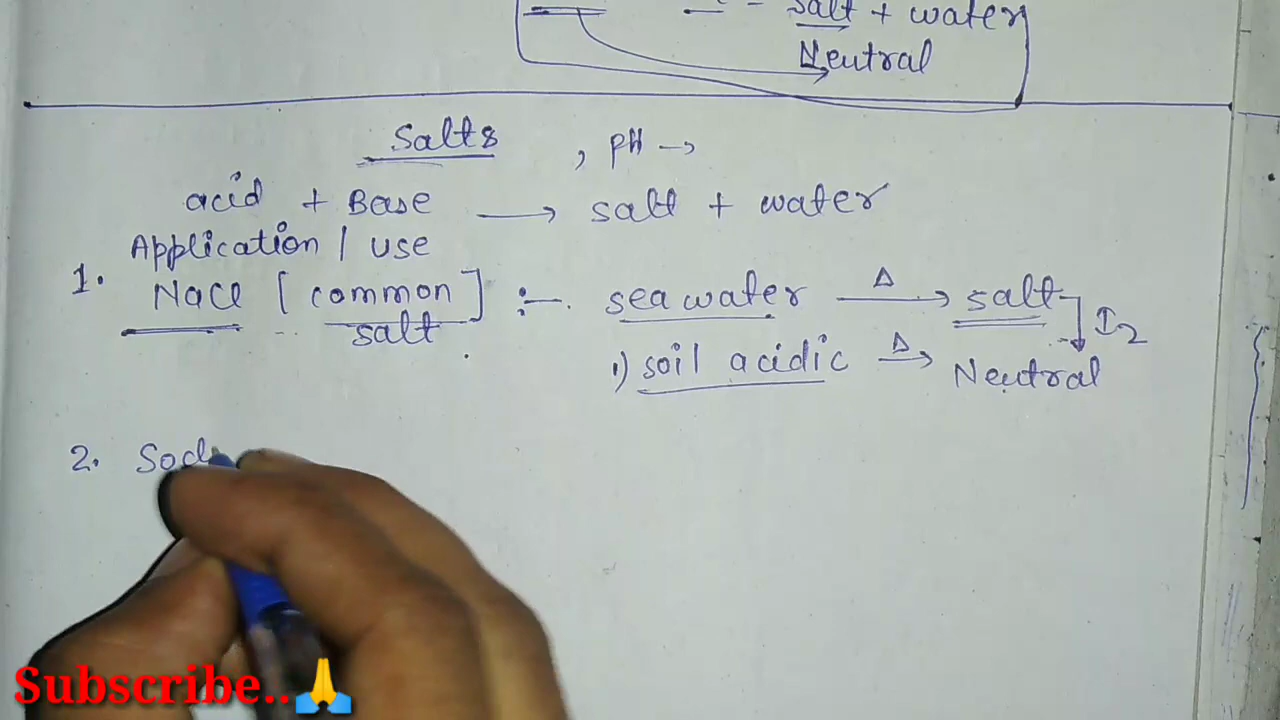 salt + water
Neutral
Salts , pH →
acid + Base → salt + water
Application / use
1. NaCl [common salt] :-. sea water Δ→ salt I2
1) soil acidic Δ→ Neutral
2. Sod
Subscribe..🙏